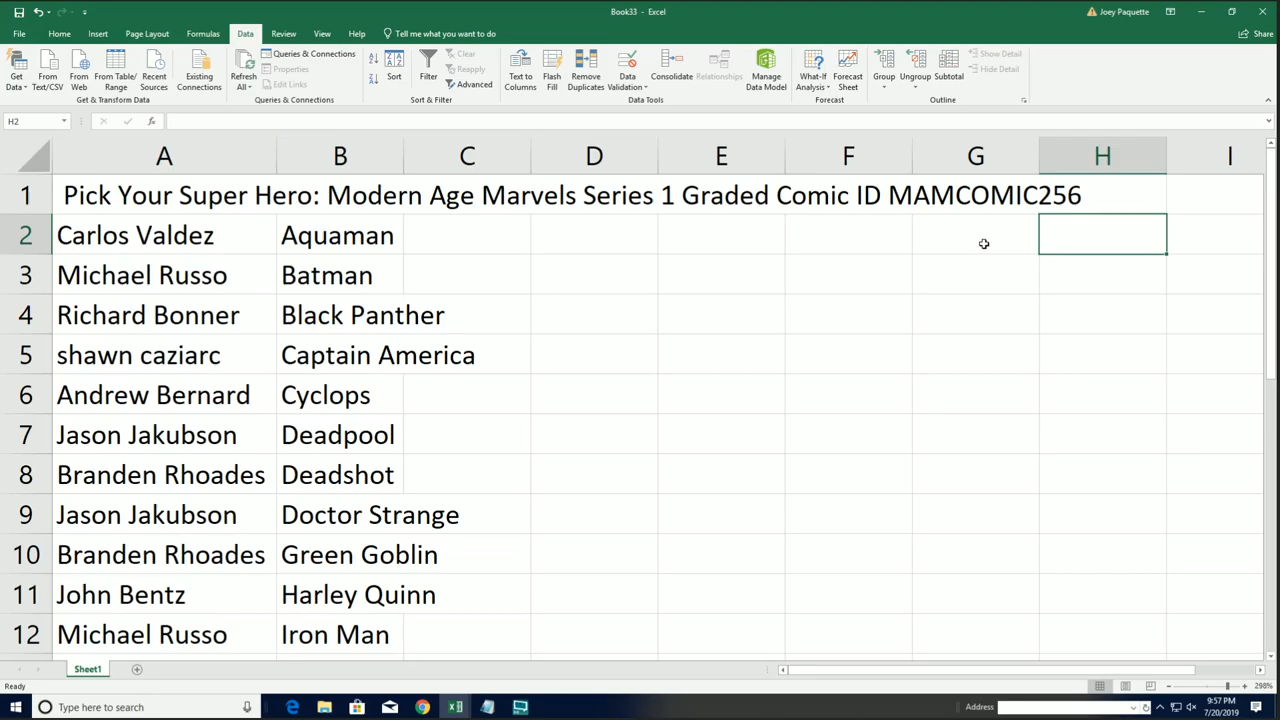 Book33 - Excel
Joey Paquette
File Home Insert Page Layout Formulas Data Review View Help Tell me what you want to do Share
Get Data From Text/CSV From Web From Table/Range Recent Sources Existing Connections
Get & Transform Data
Refresh All Queries & Connections Properties Edit Links
Queries & Connections
Sort Filter Clear Reapply Advanced
Sort & Filter
Text to Columns Flash Fill Remove Duplicates Data Validation Consolidate Relationships Manage Data Model
Data Tools
What-If Analysis Forecast Sheet
Forecast
Group Ungroup Subtotal Show Detail Hide Detail
Outline
H2 fx
A B C D E F G H I
1 Pick Your Super Hero: Modern Age Marvels Series 1 Graded Comic ID MAMCOMIC256
2 Carlos Valdez Aquaman
3 Michael Russo Batman
4 Richard Bonner Black Panther
5 shawn caziarc Captain America
6 Andrew Bernard Cyclops
7 Jason Jakubson Deadpool
8 Branden Rhoades Deadshot
9 Jason Jakubson Doctor Strange
10 Branden Rhoades Green Goblin
11 John Bentz Harley Quinn
12 Michael Russo Iron Man
Sheet1
Ready 298%
Type here to search Address 9:57 PM
7/20/2019